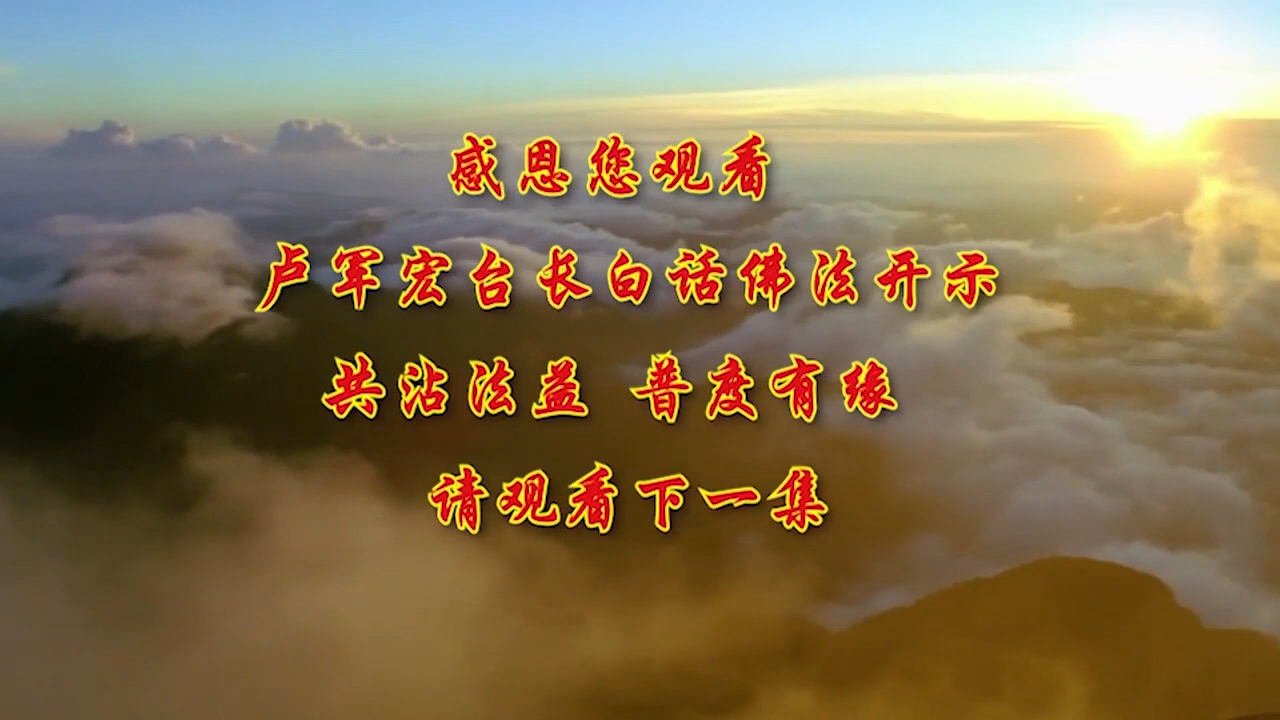 感恩您观看
卢军宏台长白话佛法开示
共沾法益 普度有缘
请观看下一集